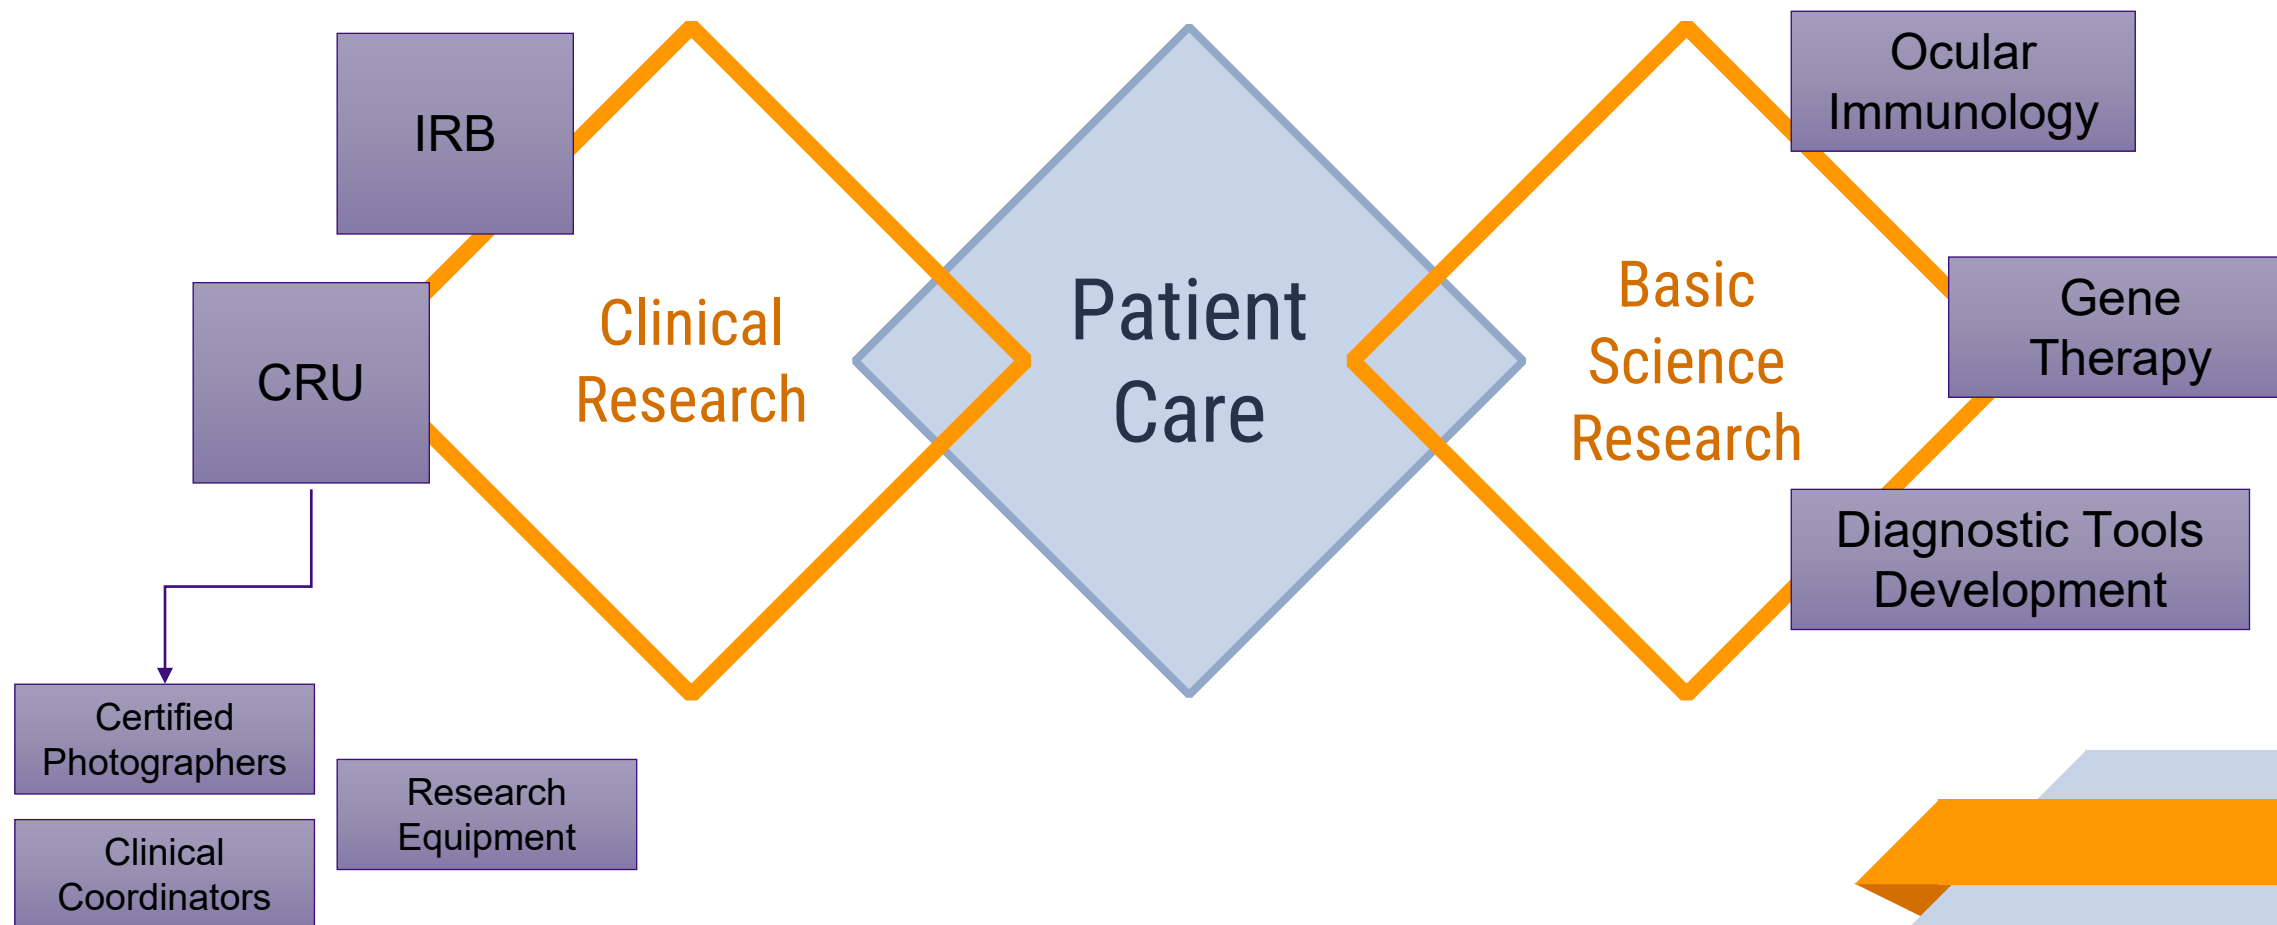 IRB
CRU
Clinical
Research
Patient
Care
Basic
Science
Research
Ocular
Immunology
Gene
Therapy
Diagnostic Tools
Development
Certified
Photographers
Clinical
Coordinators
Research
Equipment